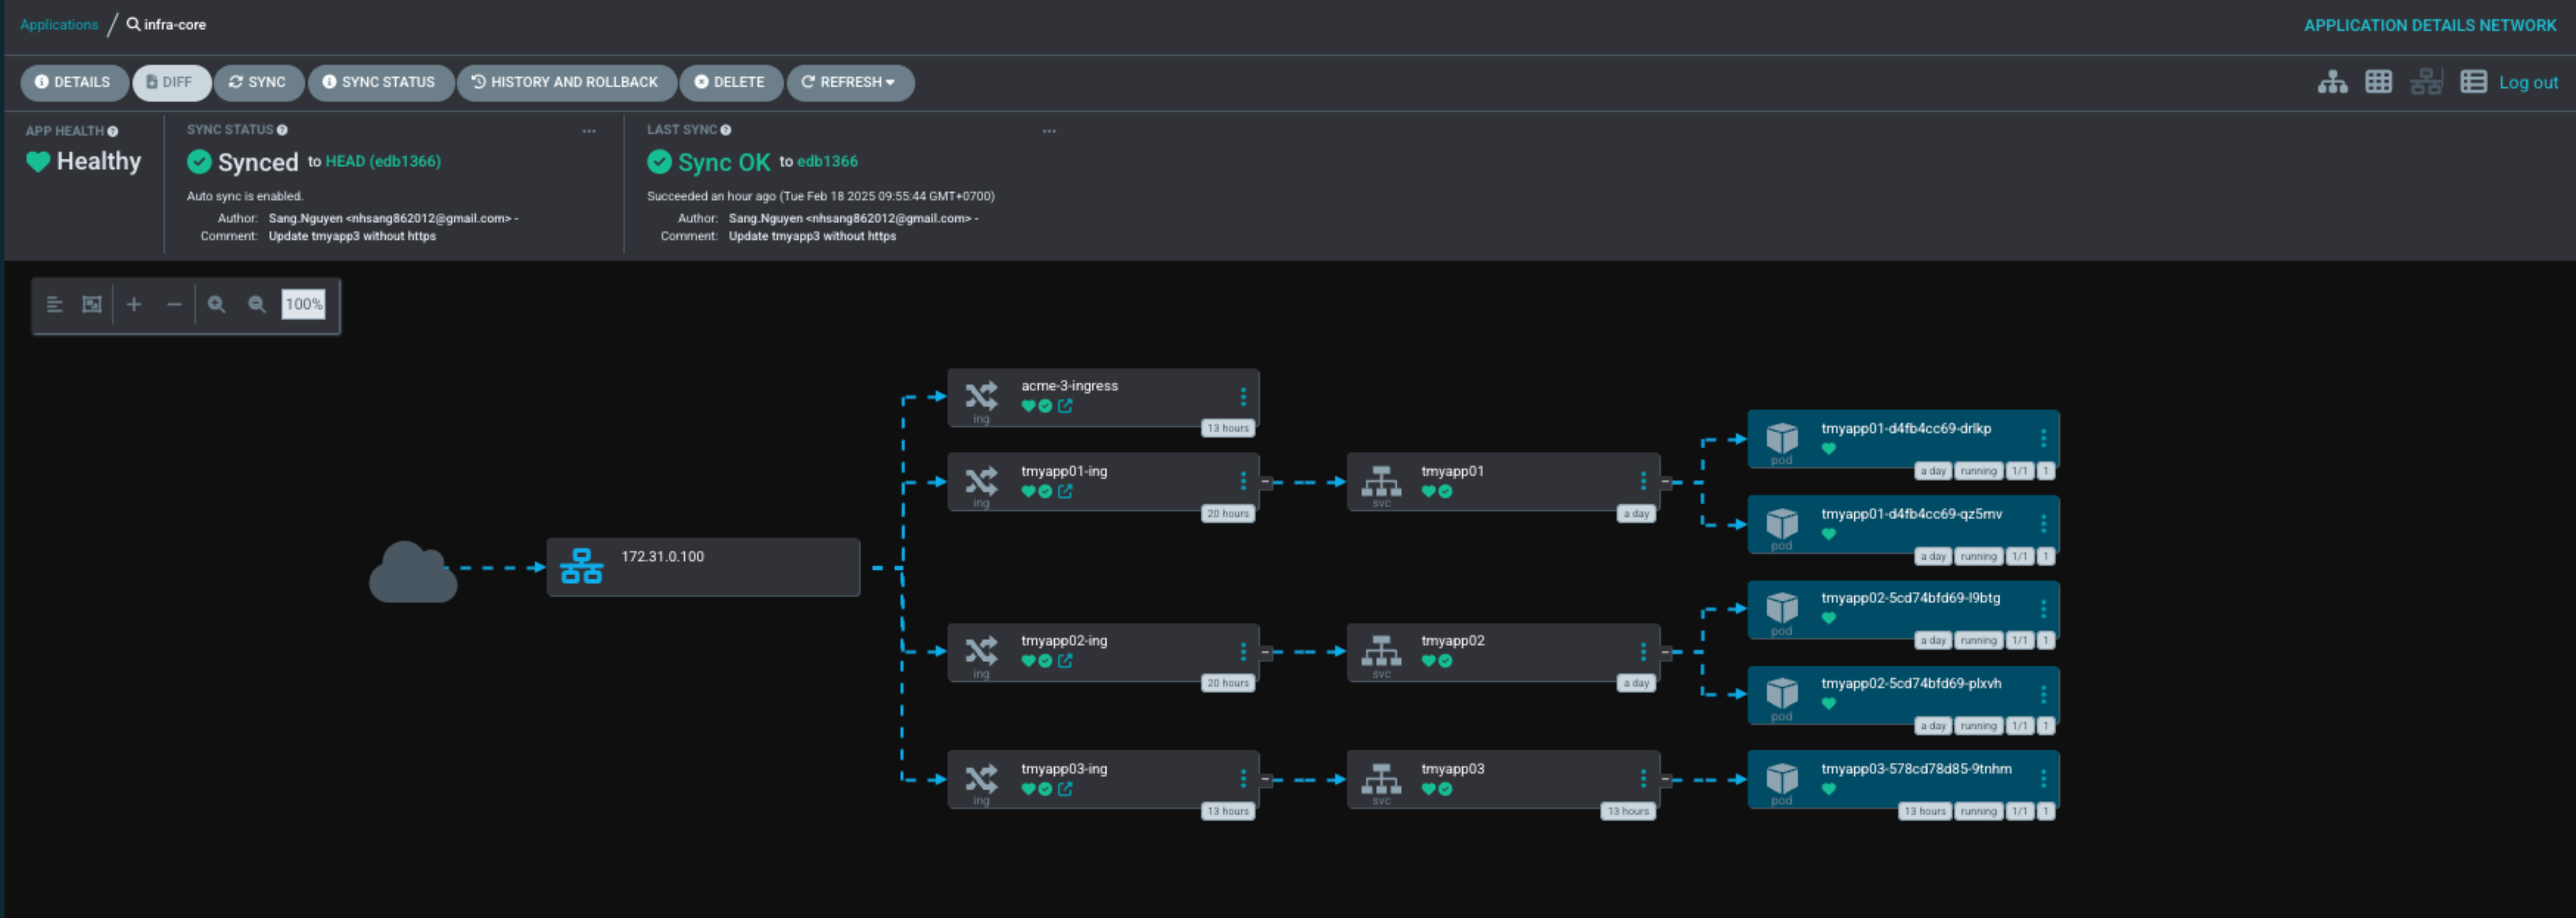 Applications / infra-core
APPLICATION DETAILS NETWORK
DETAILS DIFF SYNC SYNC STATUS HISTORY AND ROLLBACK DELETE REFRESH
Log out
APP HEALTH
Healthy
SYNC STATUS
Synced to HEAD (edb1366)
Auto sync is enabled.
Author: Sang.Nguyen <nhsang862012@gmail.com> -
Comment: Update tmyapp3 without https
LAST SYNC
Sync OK to edb1366
Succeeded an hour ago (Tue Feb 18 2025 09:55:44 GMT+0700)
Author: Sang.Nguyen <nhsang862012@gmail.com> -
Comment: Update tmyapp3 without https
100%
172.31.0.100
acme-3-ingress
ing
13 hours
tmyapp01-ing
ing
20 hours
tmyapp01
svc
a day
tmyapp01-d4fb4cc69-drlkp
pod
a day running 1/1 1
tmyapp01-d4fb4cc69-qz5mv
pod
a day running 1/1 1
tmyapp02-ing
ing
20 hours
tmyapp02
svc
a day
tmyapp02-5cd74bfd69-l9btg
pod
a day running 1/1 1
tmyapp02-5cd74bfd69-plxvh
pod
a day running 1/1 1
tmyapp03-ing
ing
13 hours
tmyapp03
svc
13 hours
tmyapp03-578cd78d85-9tnhm
pod
13 hours running 1/1 1